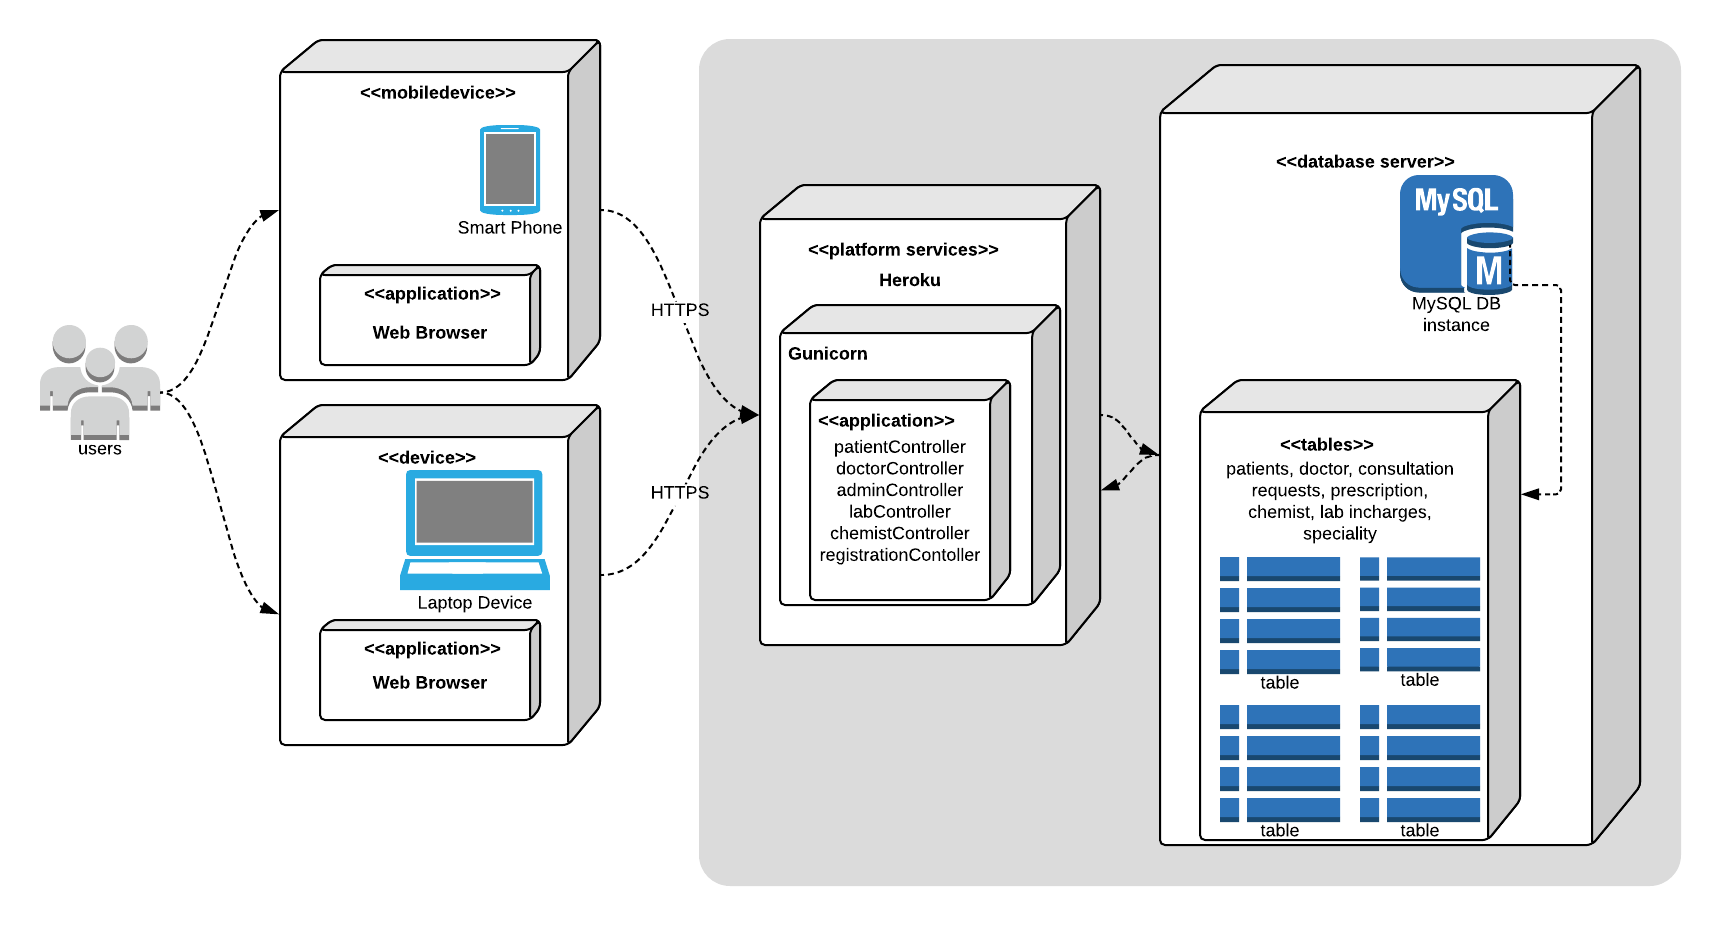 users
<<mobiledevice>>
Smart Phone
<<application>>
Web Browser
<<device>>
Laptop Device
<<application>>
Web Browser
HTTPS
HTTPS
<<platform services>>
Heroku
Gunicorn
<<application>>
patientController
doctorController
adminController
labController
chemistController
registrationContoller
<<database server>>
MySQL
M
MySQL DB
instance
<<tables>>
patients, doctor, consultation
requests, prescription,
chemist, lab incharges,
speciality
table
table
table
table